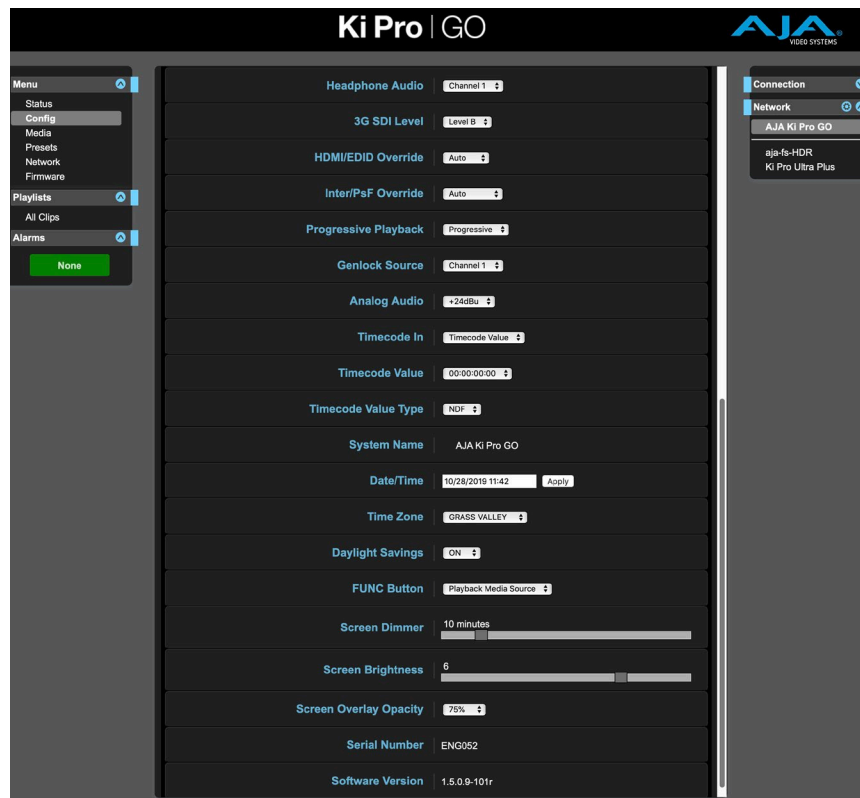 Ki Pro | GO
AJA
VIDEO SYSTEMS
Menu
Status
Config
Media
Presets
Network
Firmware
Playlists
All Clips
Alarms
None
Headphone Audio Channel 1
3G SDI Level Level B
HDMI/EDID Override Auto
Inter/PsF Override Auto
Progressive Playback Progressive
Genlock Source Channel 1
Analog Audio +24dBu
Timecode In Timecode Value
Timecode Value 00:00:00:00
Timecode Value Type NDF
System Name AJA Ki Pro GO
Date/Time 10/28/2019 11:42 Apply
Time Zone GRASS VALLEY
Daylight Savings ON
FUNC Button Playback Media Source
Screen Dimmer 10 minutes
Screen Brightness 6
Screen Overlay Opacity 75%
Serial Number ENG052
Software Version 1.5.0.9-101r
Connection
Network
AJA Ki Pro GO
aja-fs-HDR
Ki Pro Ultra Plus